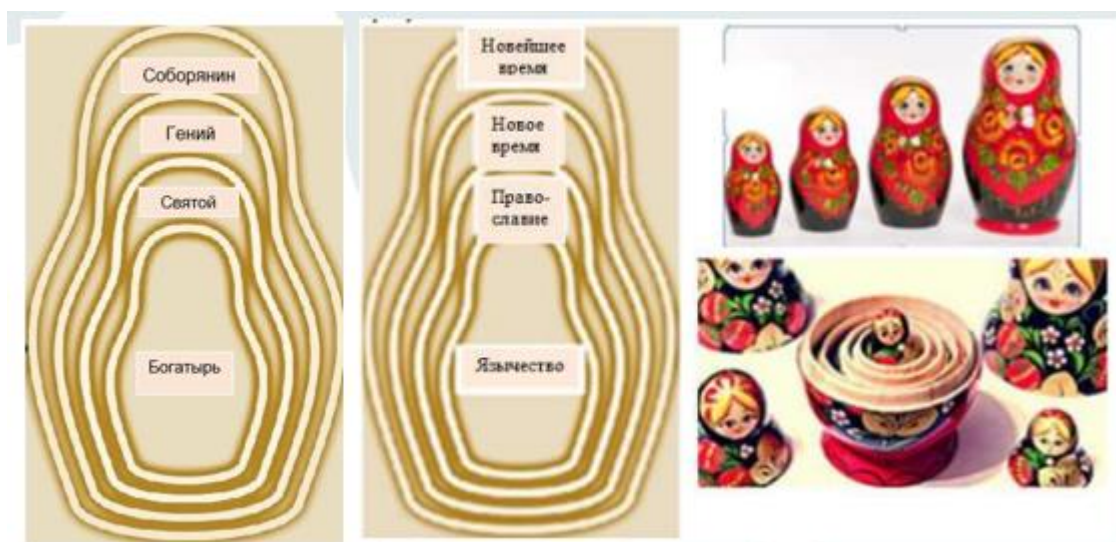 Соборянин
Гений
Святой
Богатырь
Новейшее
время
Новое
время
Право-
славие
Язычество